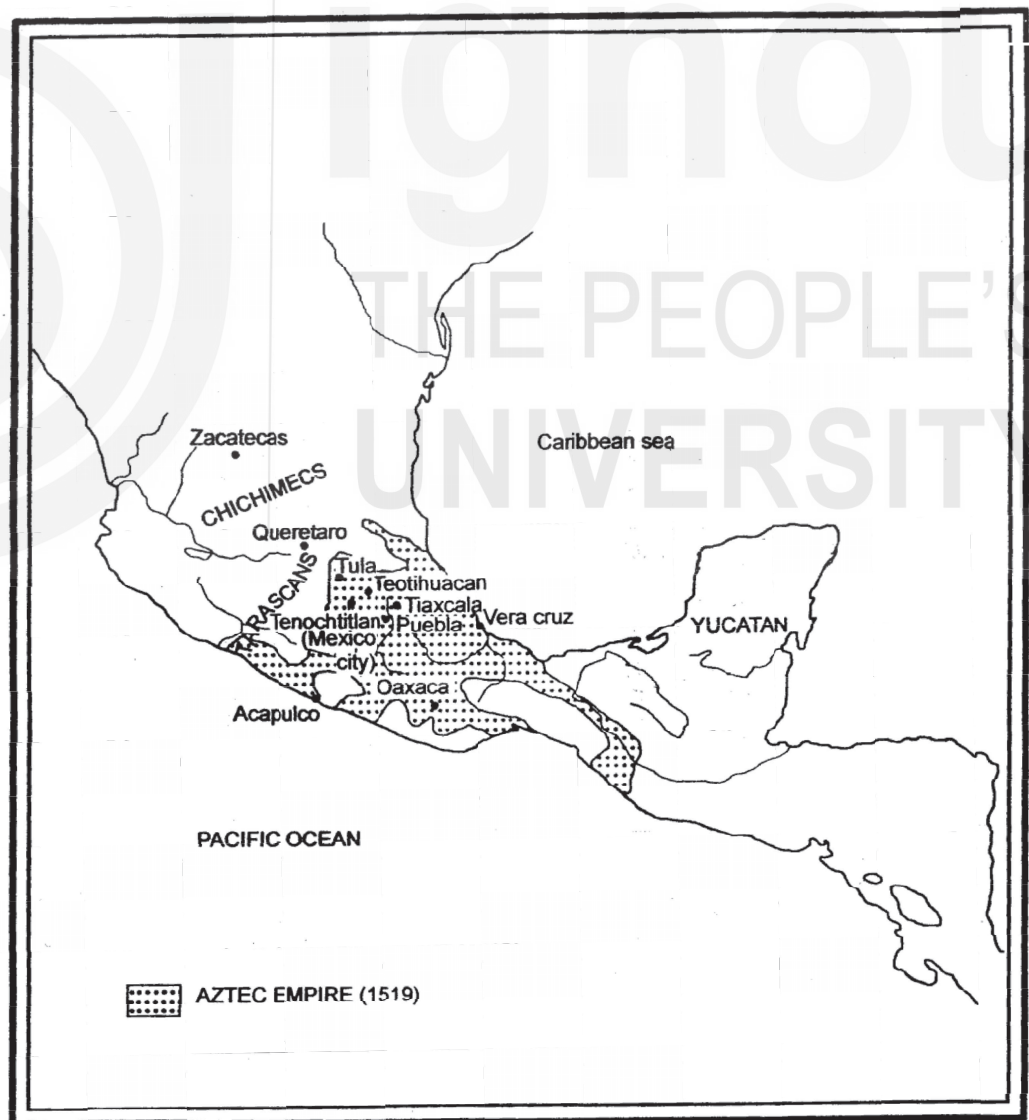 ignou
THE PEOPLE'S
UNIVERSITY
Zacatecas
Caribbean sea
CHICHIMECS
Queretaro
Tula
TARASCANS
Teotihuacan
Tiaxcala
Tenochtitlan
Puebla
Vera cruz
YUCATAN
(Mexico
city)
Oaxaca
Acapulco
PACIFIC OCEAN
AZTEC EMPIRE (1519)